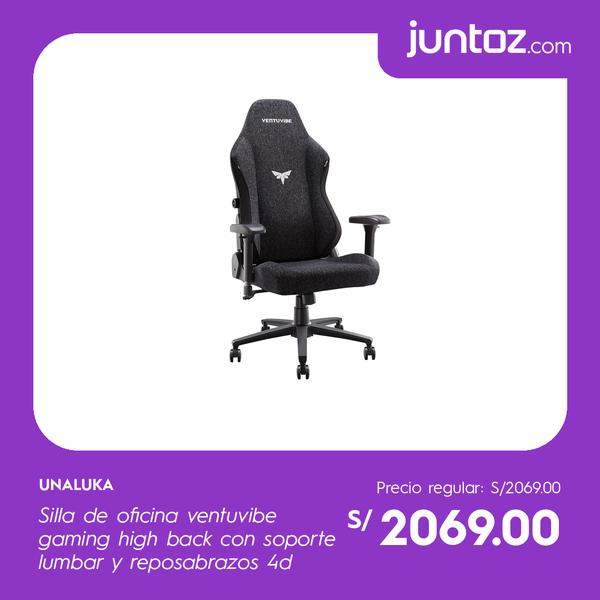 juntoz.com
VENTUVIBE
UNALUKA
Precio regular: S/2069.00
Silla de oficina ventuvibe
gaming high back con soporte
lumbar y reposabrazos 4d
S/ 2069.00